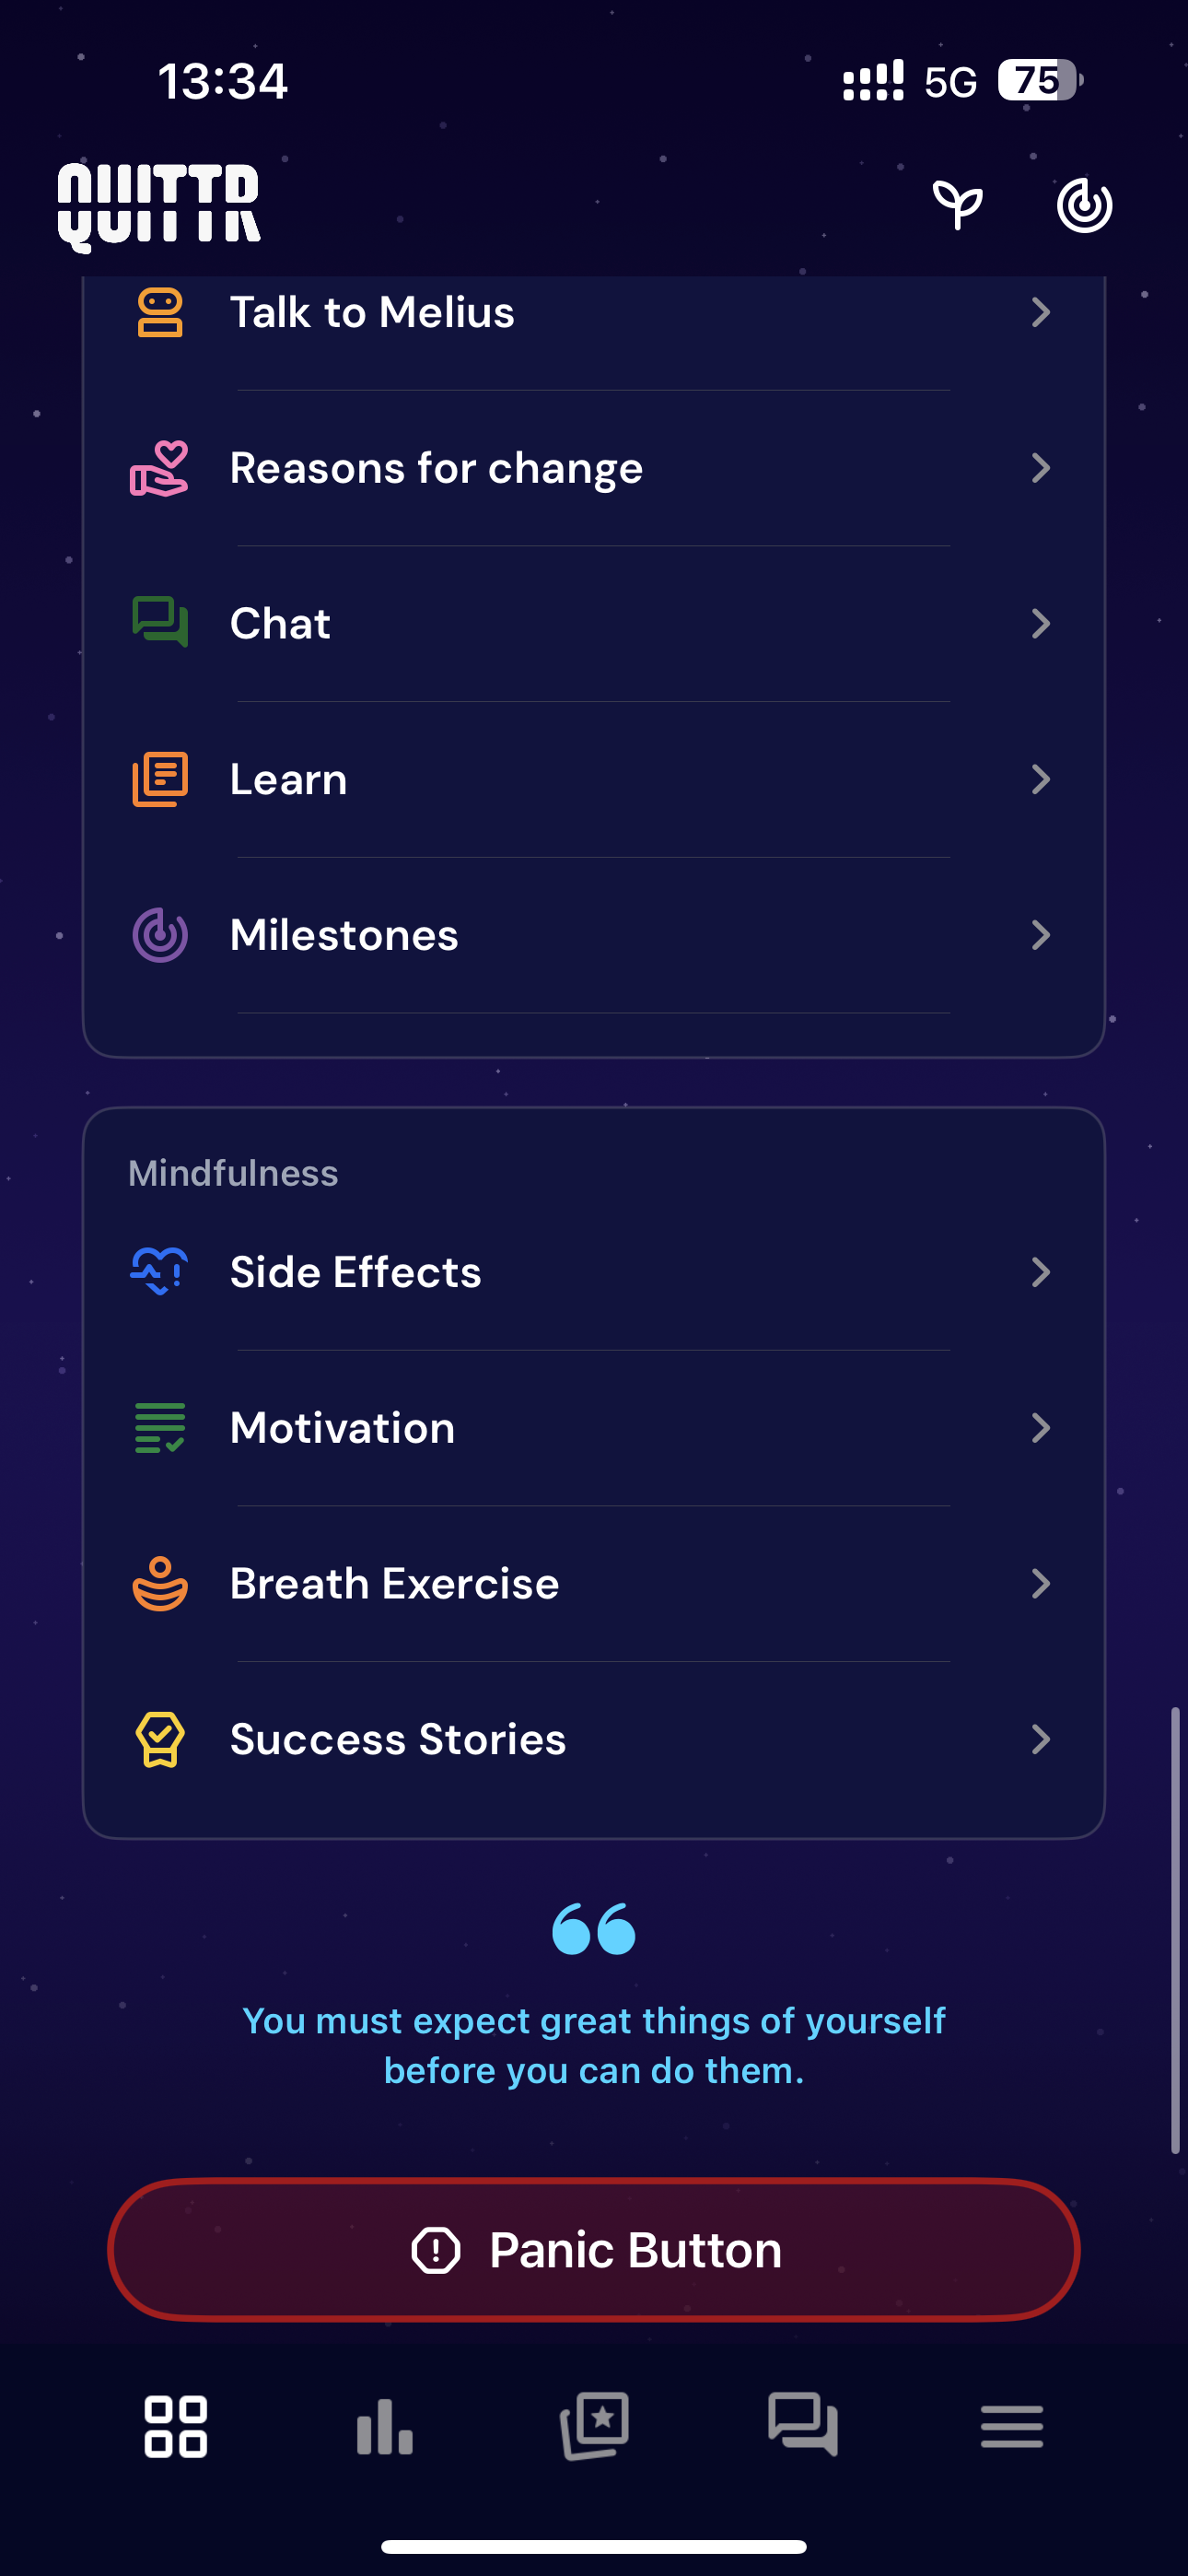 13:34
5G
75
QUITTR
Talk to Melius
Reasons for change
Chat
Learn
Milestones
Mindfulness
Side Effects
Motivation
Breath Exercise
Success Stories
“
You must expect great things of yourself
before you can do them.
Panic Button